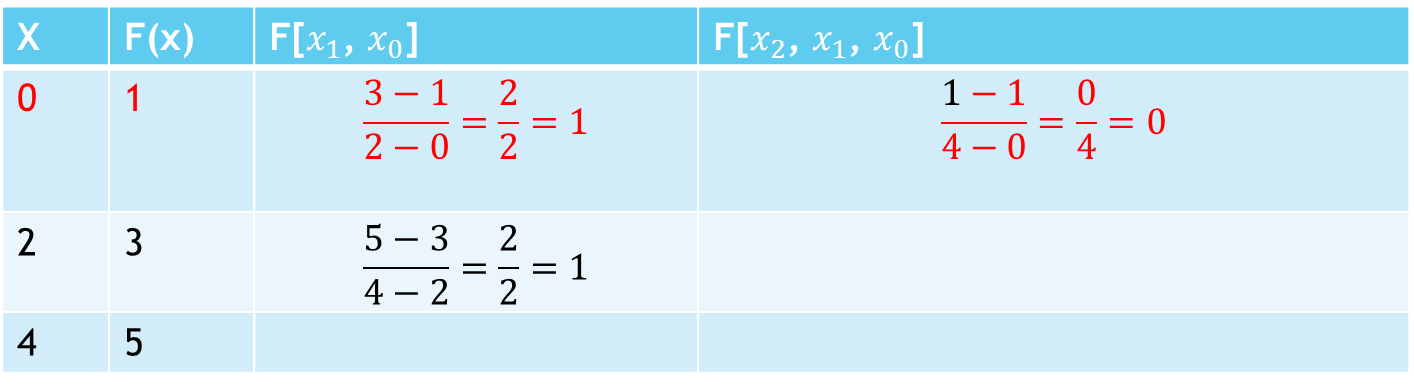 X F(x) F[x₁, x₀] F[x₂, x₁, x₀]
0 1 (3 − 1)/(2 − 0) = 2/2 = 1 (1 − 1)/(4 − 0) = 0/4 = 0
2 3 (5 − 3)/(4 − 2) = 2/2 = 1
4 5